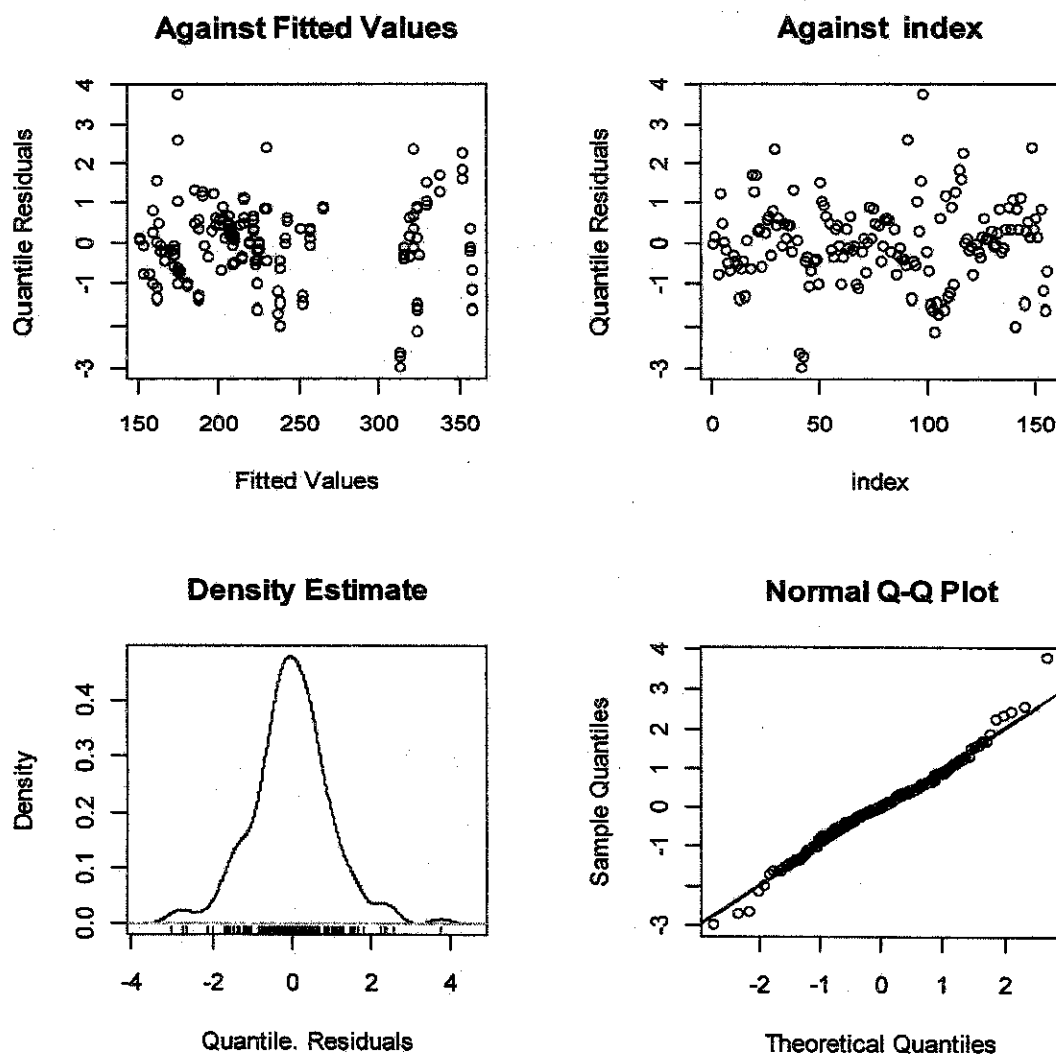 Against Fitted Values
Quantile Residuals
4
3
2
1
0
-1
-3
150 200 250 300 350
Fitted Values
Against index
Quantile Residuals
4
3
2
1
0
-1
-3
0 50 100 150
index
Density Estimate
Density
0.4
0.3
0.2
0.1
0.0
-4 -2 0 2 4
Quantile. Residuals
Normal Q-Q Plot
Sample Quantiles
4
3
2
1
0
-1
-3
-2 -1 0 1 2
Theoretical Quantiles